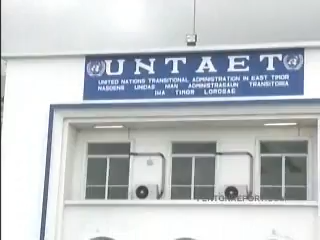 UNTAET
UNITED NATIONS TRANSITIONAL ADMINISTRATION IN EAST TIMOR
NASOENS UNIDAS NIAN ADMINISTRASAUN TRANSITORIA
IHA TIMOR LOROSAE